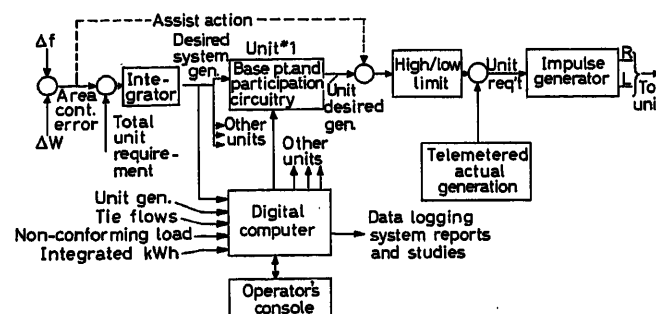 Δf
Assist action
Desired
system
gen.
Unit#1
Inte-
grator
Base pt.and
participation
circuitry
High/low
limit
Unit
req't
Impulse
generator
R
L
To
unit
Area
cont.
error
ΔW
Total
unit
require-
ment
Other
units
Unit
desired
gen.
Other
units
Telemetered
actual
generation
Unit gen.
Tie flows
Non-conforming load
Integrated kWh
Digital
computer
Data logging
system reports
and studies
Operator's
console